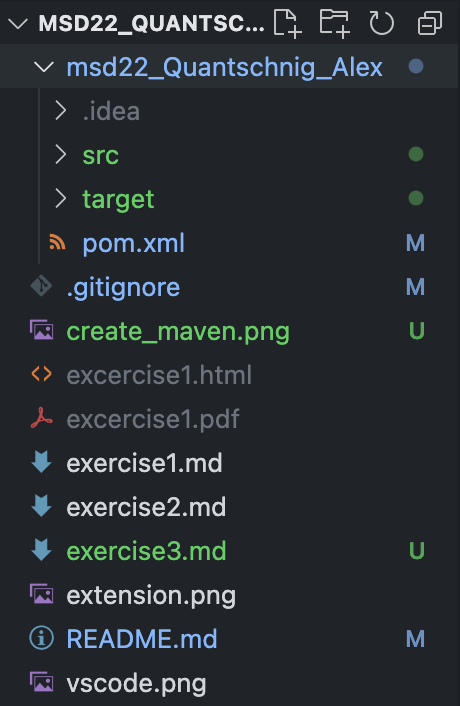 MSD22_QUANTSC...
msd22_Quantschnig_Alex
.idea
src
target
pom.xml M
.gitignore M
create_maven.png U
excercise1.html
excercise1.pdf
exercise1.md
exercise2.md
exercise3.md U
extension.png
README.md M
vscode.png